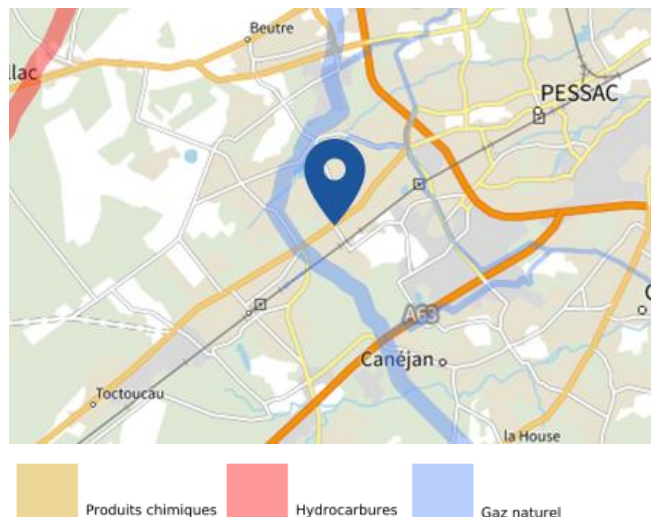 Beutre
llac
PESSAC
A63
Canéjan
Toctoucau
la House
Produits chimiques
Hydrocarbures
Gaz naturel